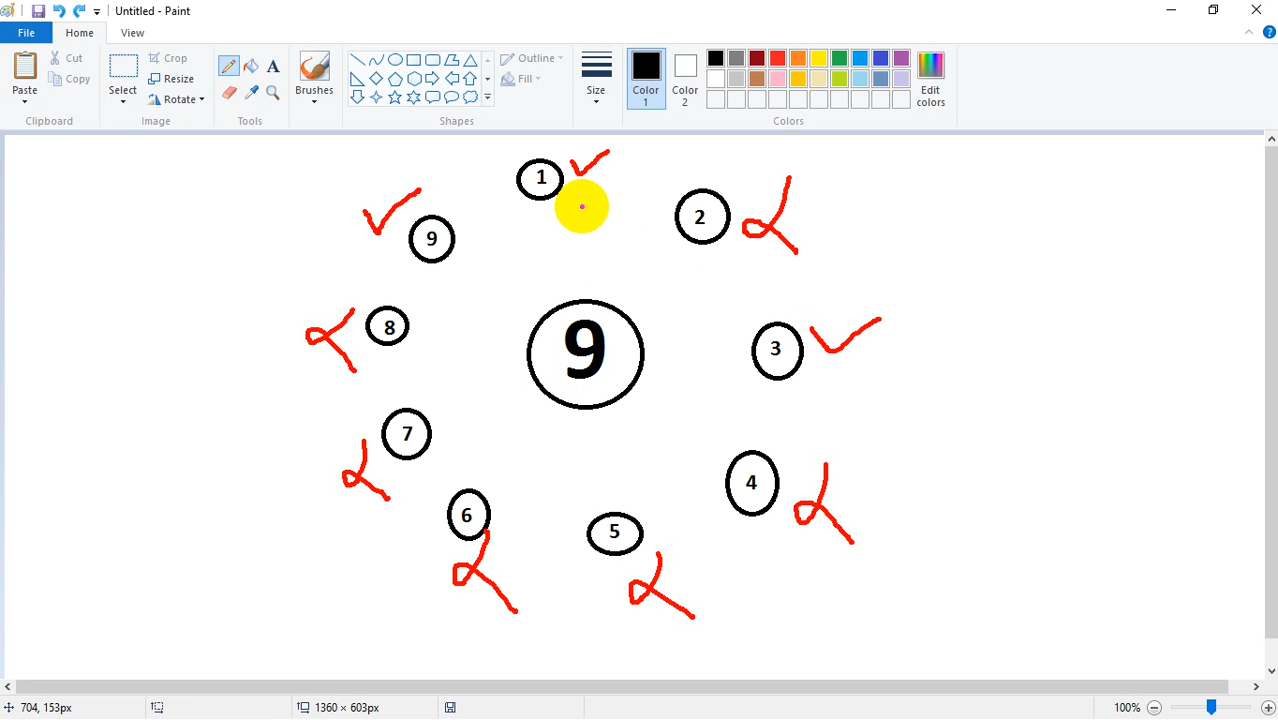 Untitled - Paint
File Home View
Paste Cut Copy
Clipboard
Select Crop Resize Rotate
Image
A
Tools
Brushes
Outline Fill
Shapes
Size
Color 1
Color 2
Edit colors
Colors
1
2
3
4
5
6
7
8
9
9
704, 153px 1360 × 603px 100%